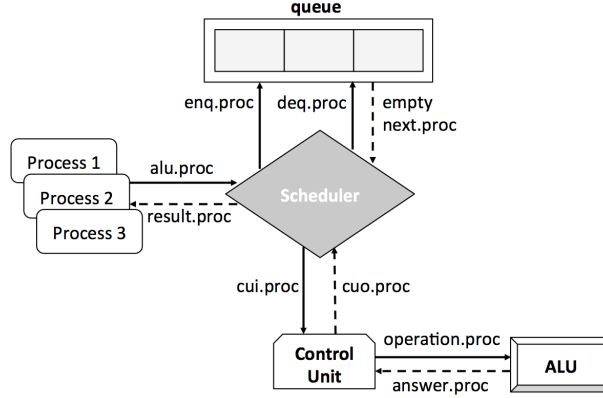 queue
enq.proc
deq.proc
empty
next.proc
Process 1
Process 2
Process 3
alu.proc
result.proc
Scheduler
cui.proc
cuo.proc
Control
Unit
operation.proc
answer.proc
ALU